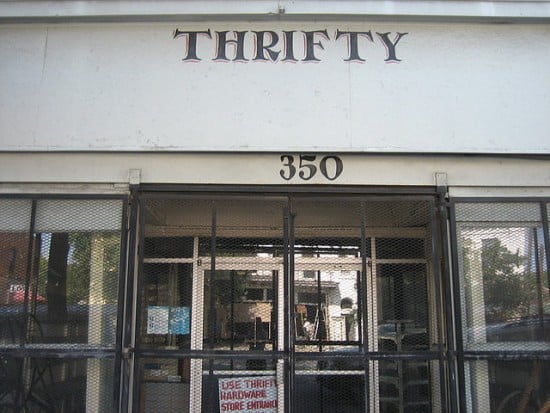 THRIFTY
350
USE THRIFTY
HARDWARE
STORE ENTRANCE